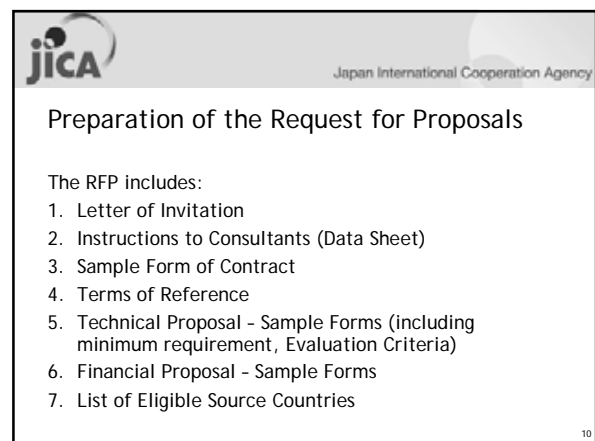 jICA
Japan International Cooperation Agency
Preparation of the Request for Proposals
The RFP includes:
1. Letter of Invitation
2. Instructions to Consultants (Data Sheet)
3. Sample Form of Contract
4. Terms of Reference
5. Technical Proposal – Sample Forms (including
minimum requirement, Evaluation Criteria)
6. Financial Proposal – Sample Forms
7. List of Eligible Source Countries
10